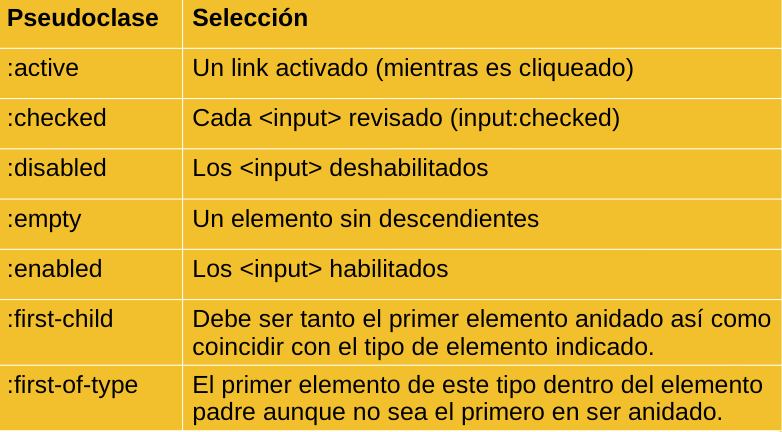 Pseudoclase Selección
:active Un link activado (mientras es cliqueado)
:checked Cada <input> revisado (input:checked)
:disabled Los <input> deshabilitados
:empty Un elemento sin descendientes
:enabled Los <input> habilitados
:first-child Debe ser tanto el primer elemento anidado así como
coincidir con el tipo de elemento indicado.
:first-of-type El primer elemento de este tipo dentro del elemento
padre aunque no sea el primero en ser anidado.